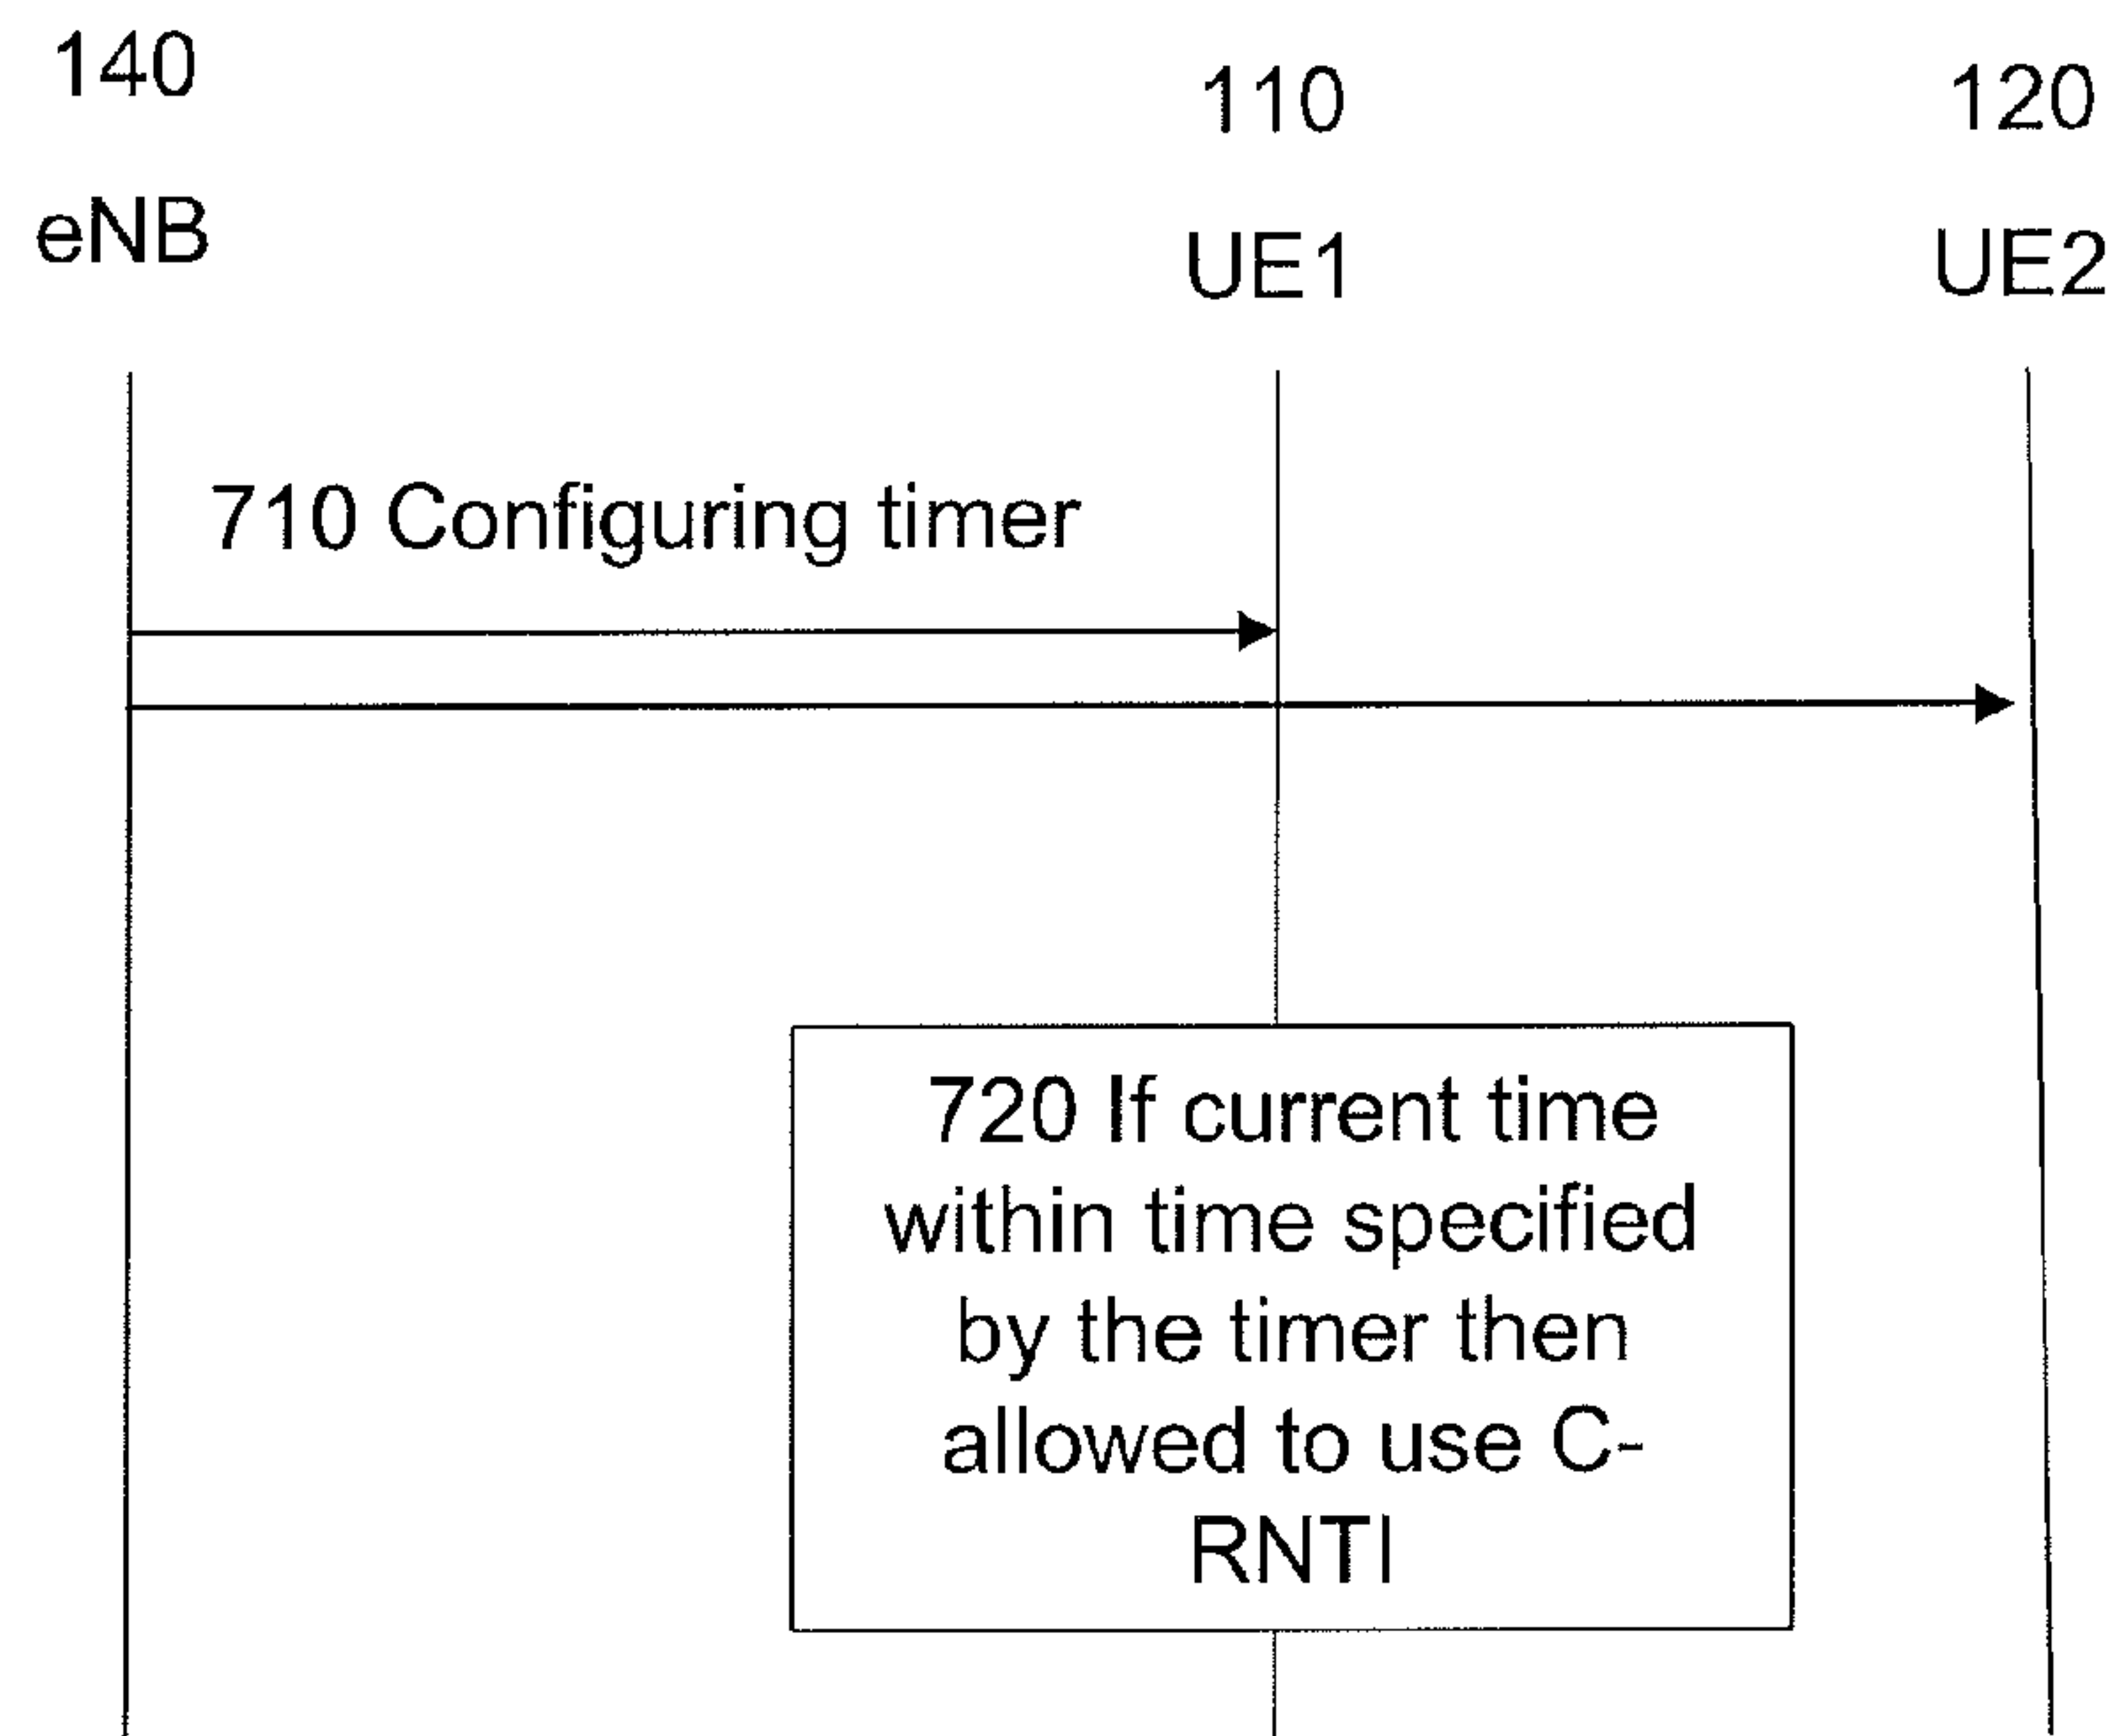 140
110
120
eNB
UE1
UE2
710 Configuring timer
720 If current time
within time specified
by the timer then
allowed to use C-
RNTI